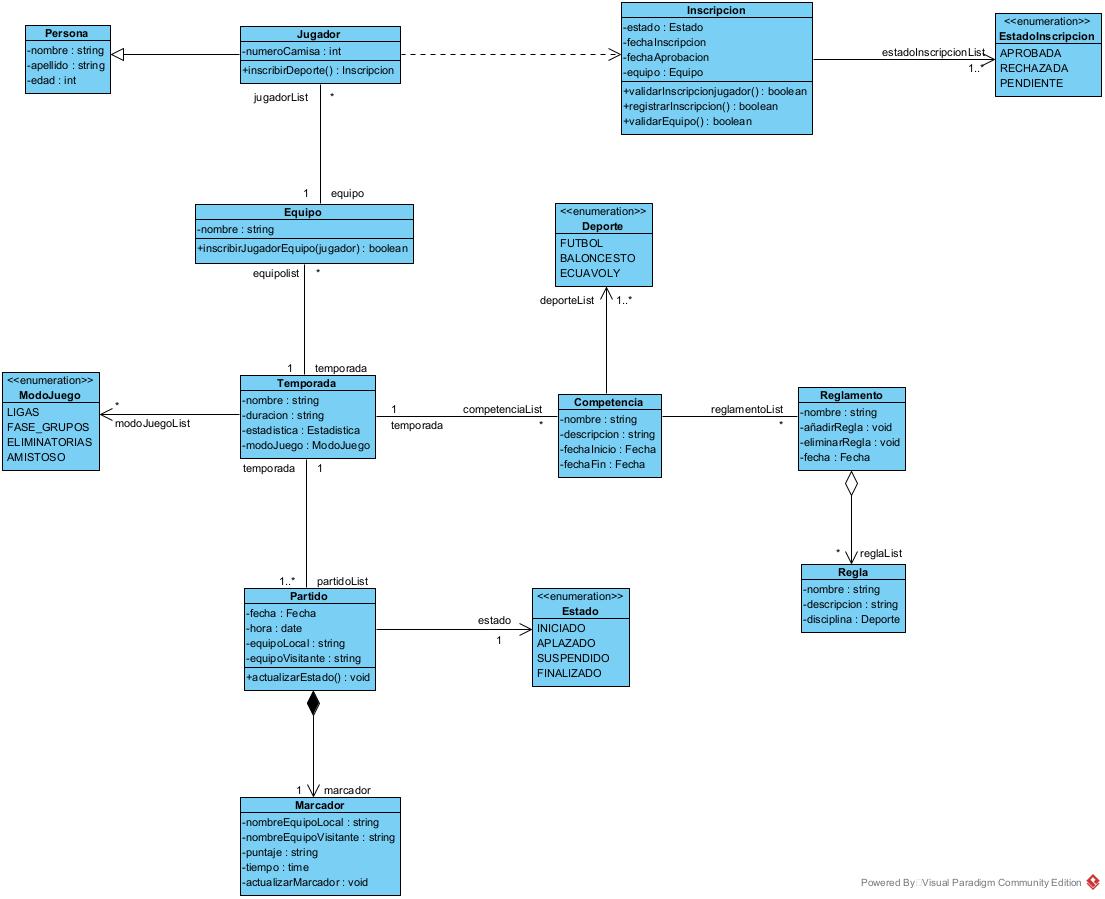 Persona
-nombre : string
-apellido : string
-edad : int
Jugador
-numeroCamisa : int
+inscribirDeporte() : Inscripcion
Inscripcion
-estado : Estado
-fechaInscripcion
-fechaAprobacion
-equipo : Equipo
+validarInscripcionjugador() : boolean
+registrarInscripcion() : boolean
+validarEquipo() : boolean
estadoInscripcionList
1..*
<<enumeration>>
EstadoInscripcion
APROBADA
RECHAZADA
PENDIENTE
jugadorList *
1 equipo
Equipo
-nombre : string
+inscribirJugadorEquipo(jugador) : boolean
equipolist *
1 temporada
<<enumeration>>
Deporte
FUTBOL
BALONCESTO
ECUAVOLY
deporteList 1..*
<<enumeration>>
ModoJuego
LIGAS
FASE_GRUPOS
ELIMINATORIAS
AMISTOSO
*
modoJuegoList
Temporada
-nombre : string
-duracion : string
-estadistica : Estadistica
-modoJuego : ModoJuego
1
temporada
competenciaList
*
Competencia
-nombre : string
-descripcion : string
-fechaInicio : Fecha
-fechaFin : Fecha
reglamentoList
*
Reglamento
-nombre : string
-añadirRegla : void
-eliminarRegla : void
-fecha : Fecha
temporada 1
1..* partidoList
* reglaList
Regla
-nombre : string
-descripcion : string
-disciplina : Deporte
Partido
-fecha : Fecha
-hora : date
-equipoLocal : string
-equipoVisitante : string
+actualizarEstado() : void
estado
1
<<enumeration>>
Estado
INICIADO
APLAZADO
SUSPENDIDO
FINALIZADO
1 marcador
Marcador
-nombreEquipoLocal : string
-nombreEquipoVisitante : string
-puntaje : string
-tiempo : time
-actualizarMarcador : void
Powered By Visual Paradigm Community Edition